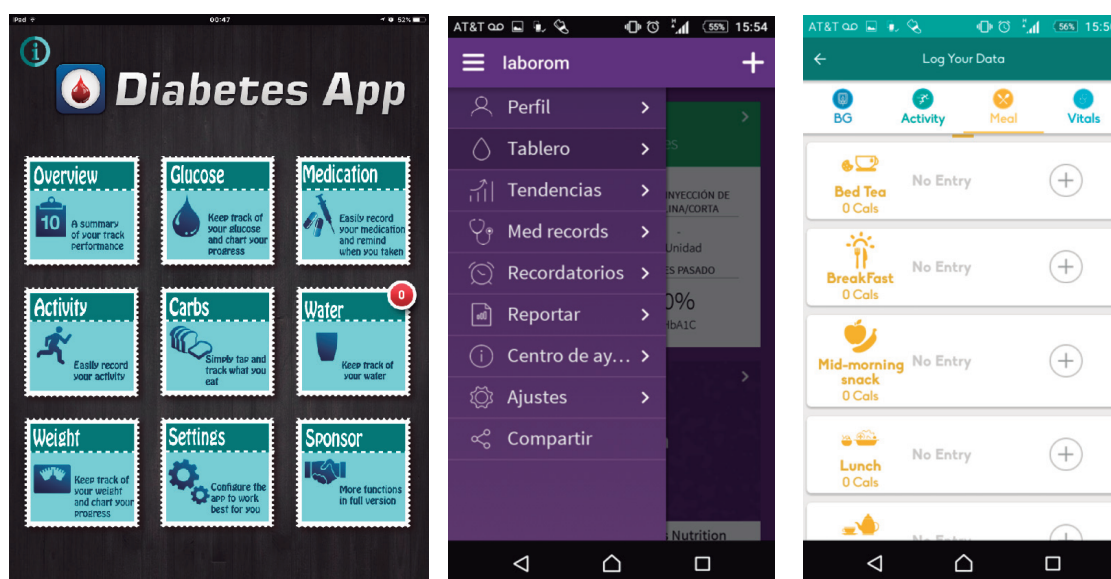 iPad
00:47
52%
i
Diabetes App
Overview
10
A summary
of your track
performance
Glucose
Keep track of
your glucose
and chart your
progress
Medication
Easily record
your medication
and remind
when you taken
Activity
Easily record
your activity
Carbs
Simply tap and
track what you
eat
Water
0
Keep track of
your water
Weight
Keep track of
your weight
and chart your
progress
Settings
Configure the
app to work
best for you
Sponsor
More functions
in full version
AT&T
55%
15:54
laborom
Perfil
Tablero
Tendencias
Med records
Recordatorios
Reportar
Centro de ay...
Ajustes
Compartir
INYECCIÓN DE
INA/CORTA
-
Unidad
ES PASADO
0%
HbA1C
Nutrition
AT&T
56%
Log Your Data
BG
Activity
Meal
Vitals
Bed Tea
0 Cals
No Entry
BreakFast
0 Cals
No Entry
Mid-morning
snack
0 Cals
No Entry
Lunch
0 Cals
No Entry